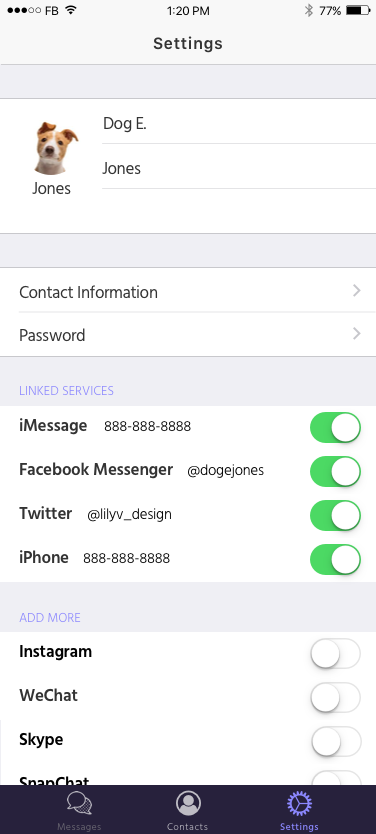 FB 1:20 PM 77%
Settings
Dog E.
Jones
Jones
Contact Information
Password
LINKED SERVICES
iMessage 888-888-8888
Facebook Messenger @dogejones
Twitter @lilyv_design
iPhone 888-888-8888
ADD MORE
Instagram
WeChat
Skype
SnapChat
Messages Contacts Settings